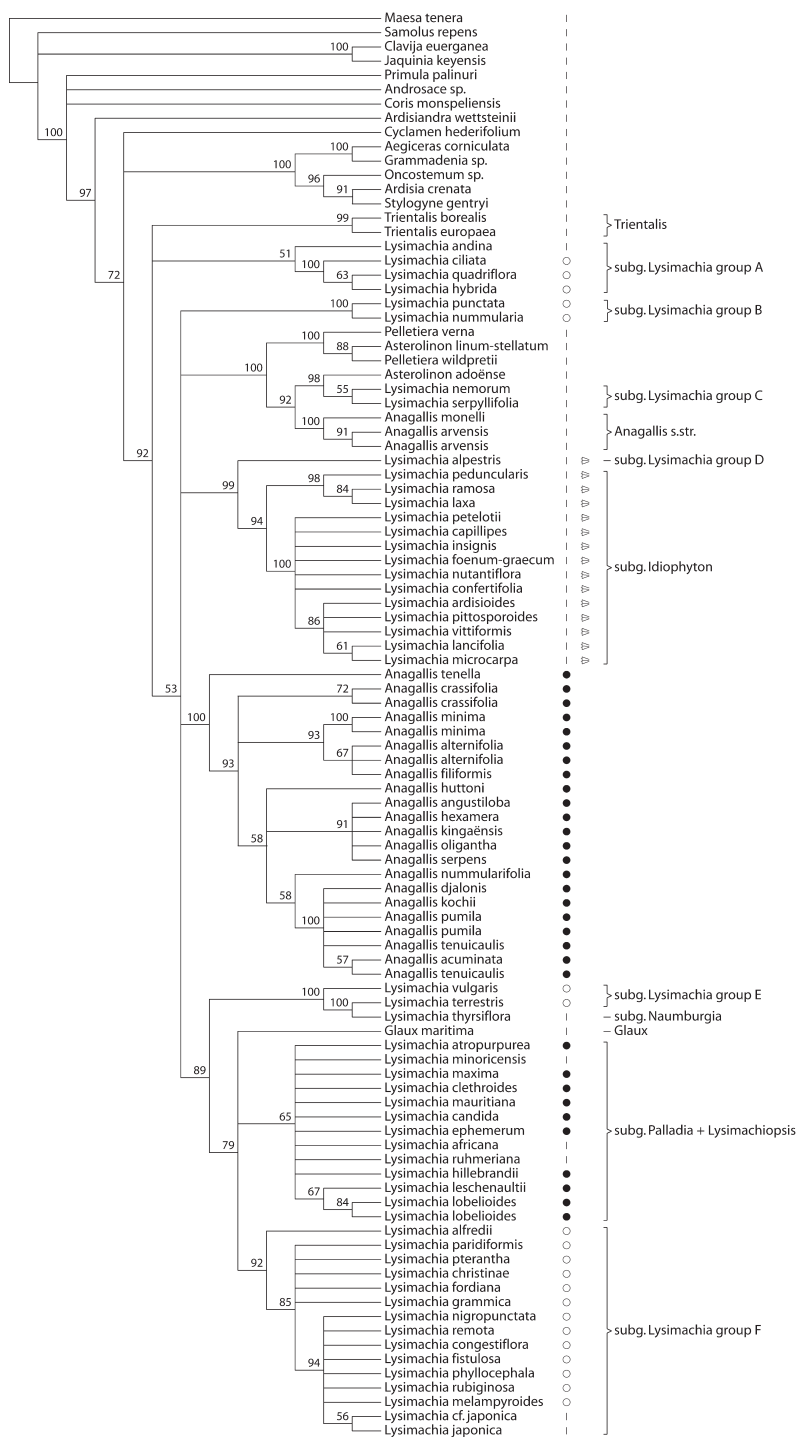 Maesa tenera
Samolus repens
100 Clavija euerganea
Jaquinia keyensis
Primula palinuri
Androsace sp.
Coris monspeliensis
100
Ardisiandra wettsteinii
Cyclamen hederifolium
100 Aegiceras corniculata
Grammadenia sp.
100
96 Oncostemum sp.
91 Ardisia crenata
97
Stylogyne gentryi
99 Trientalis borealis
Trientalis
Trientalis europaea
Lysimachia andina
51
100 Lysimachia ciliata
subg. Lysimachia group A
63 Lysimachia quadriflora
72
Lysimachia hybrida
100 Lysimachia punctata
subg. Lysimachia group B
Lysimachia nummularia
100 Pelletiera verna
88 Asterolinon linum-stellatum
Pelletiera wildpretii
100
98 Asterolinon adoënse
55 Lysimachia nemorum
subg. Lysimachia group C
92
Lysimachia serpyllifolia
100 Anagallis monelli
91 Anagallis arvensis
Anagallis s.str.
Anagallis arvensis
92
Lysimachia alpestris
subg. Lysimachia group D
98 Lysimachia peduncularis
99
84 Lysimachia ramosa
Lysimachia laxa
94
Lysimachia petelotii
Lysimachia capillipes
Lysimachia insignis
Lysimachia foenum-graecum
100
subg. Idiophyton
Lysimachia nutantiflora
Lysimachia confertifolia
Lysimachia ardisioides
Lysimachia pittosporoides
86
Lysimachia vittiformis
61 Lysimachia lancifolia
Lysimachia microcarpa
Anagallis tenella
53
72 Anagallis crassifolia
Anagallis crassifolia
100
100 Anagallis minima
Anagallis minima
93
Anagallis alternifolia
67 Anagallis alternifolia
93
Anagallis filiformis
Anagallis huttoni
Anagallis angustiloba
Anagallis hexamera
91 Anagallis kingaënsis
58
Anagallis oligantha
Anagallis serpens
Anagallis nummularifolia
58
Anagallis djalonis
Anagallis kochii
Anagallis pumila
100
Anagallis pumila
Anagallis tenuicaulis
57 Anagallis acuminata
Anagallis tenuicaulis
100 Lysimachia vulgaris
subg. Lysimachia group E
100 Lysimachia terrestris
Lysimachia thyrsiflora
subg. Naumburgia
Glaux maritima
Glaux
Lysimachia atropurpurea
Lysimachia minoricensis
89
Lysimachia maxima
Lysimachia clethroides
Lysimachia mauritiana
65 Lysimachia candida
Lysimachia ephemerum
subg. Palladia + Lysimachiopsis
79
Lysimachia africana
Lysimachia ruhmeriana
Lysimachia hillebrandii
67 Lysimachia leschenaultii
84 Lysimachia lobelioides
Lysimachia lobelioides
Lysimachia alfredii
Lysimachia paridiformis
92
Lysimachia pterantha
Lysimachia christinae
Lysimachia fordiana
85 Lysimachia grammica
Lysimachia nigropunctata
Lysimachia remota
subg. Lysimachia group F
Lysimachia congestiflora
Lysimachia fistulosa
94
Lysimachia phyllocephala
Lysimachia rubiginosa
Lysimachia melampyroides
56 Lysimachia cf. japonica
Lysimachia japonica